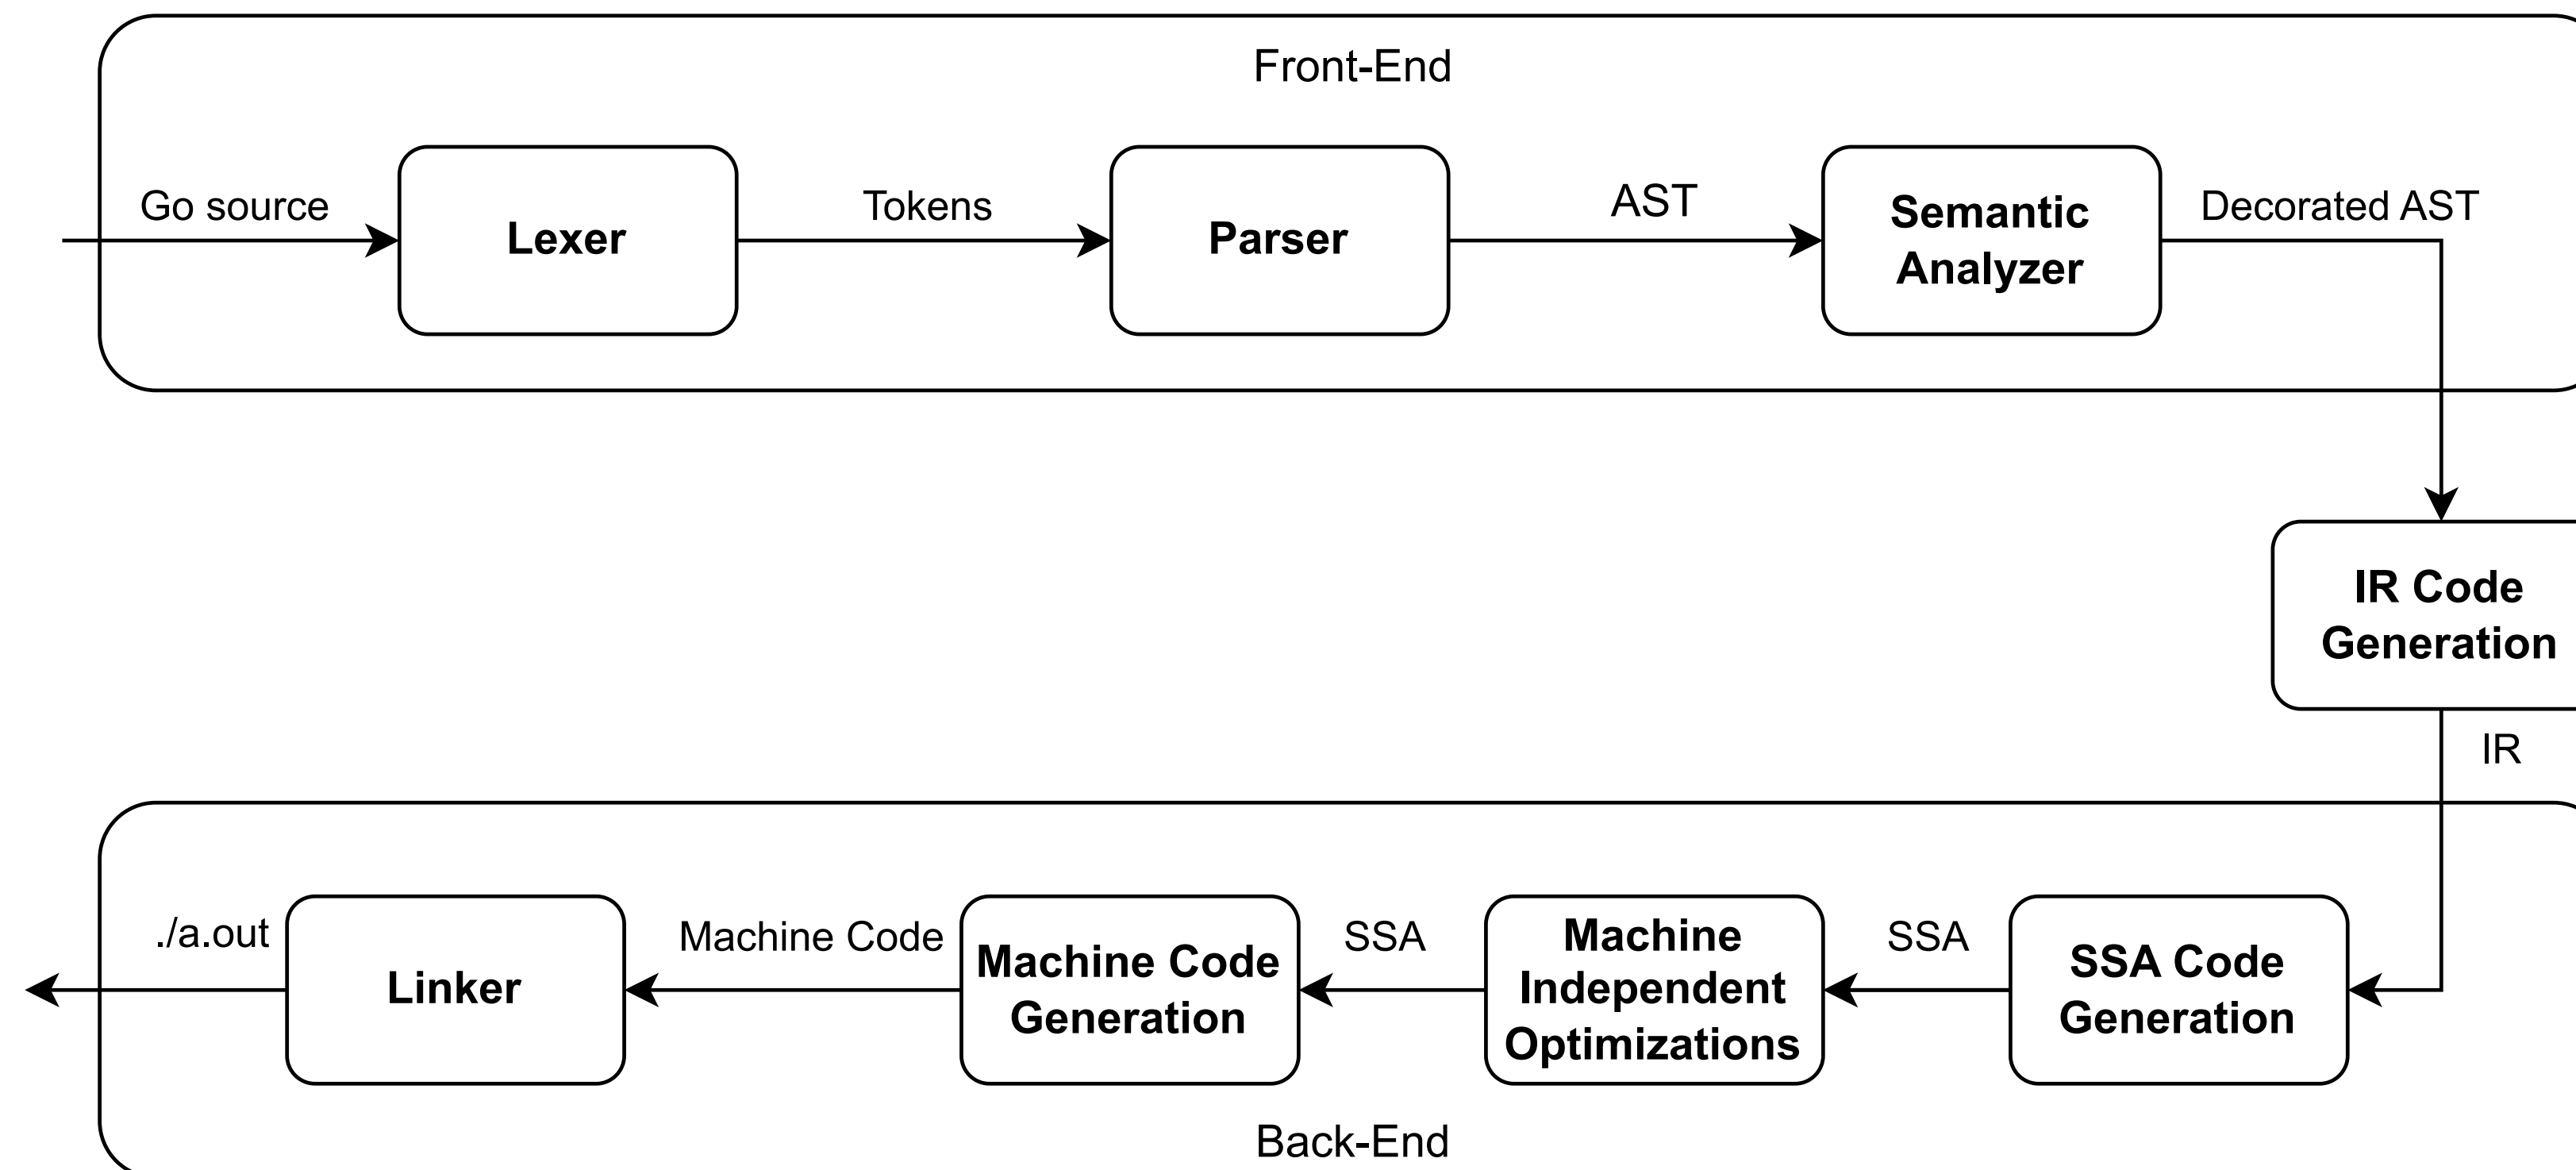 Front-End
Go source
Lexer
Tokens
Parser
AST
Semantic
Analyzer
Decorated AST
IR Code
Generation
IR
./a.out
Linker
Machine Code
Machine Code
Generation
SSA
Machine
Independent
Optimizations
SSA
SSA Code
Generation
Back-End